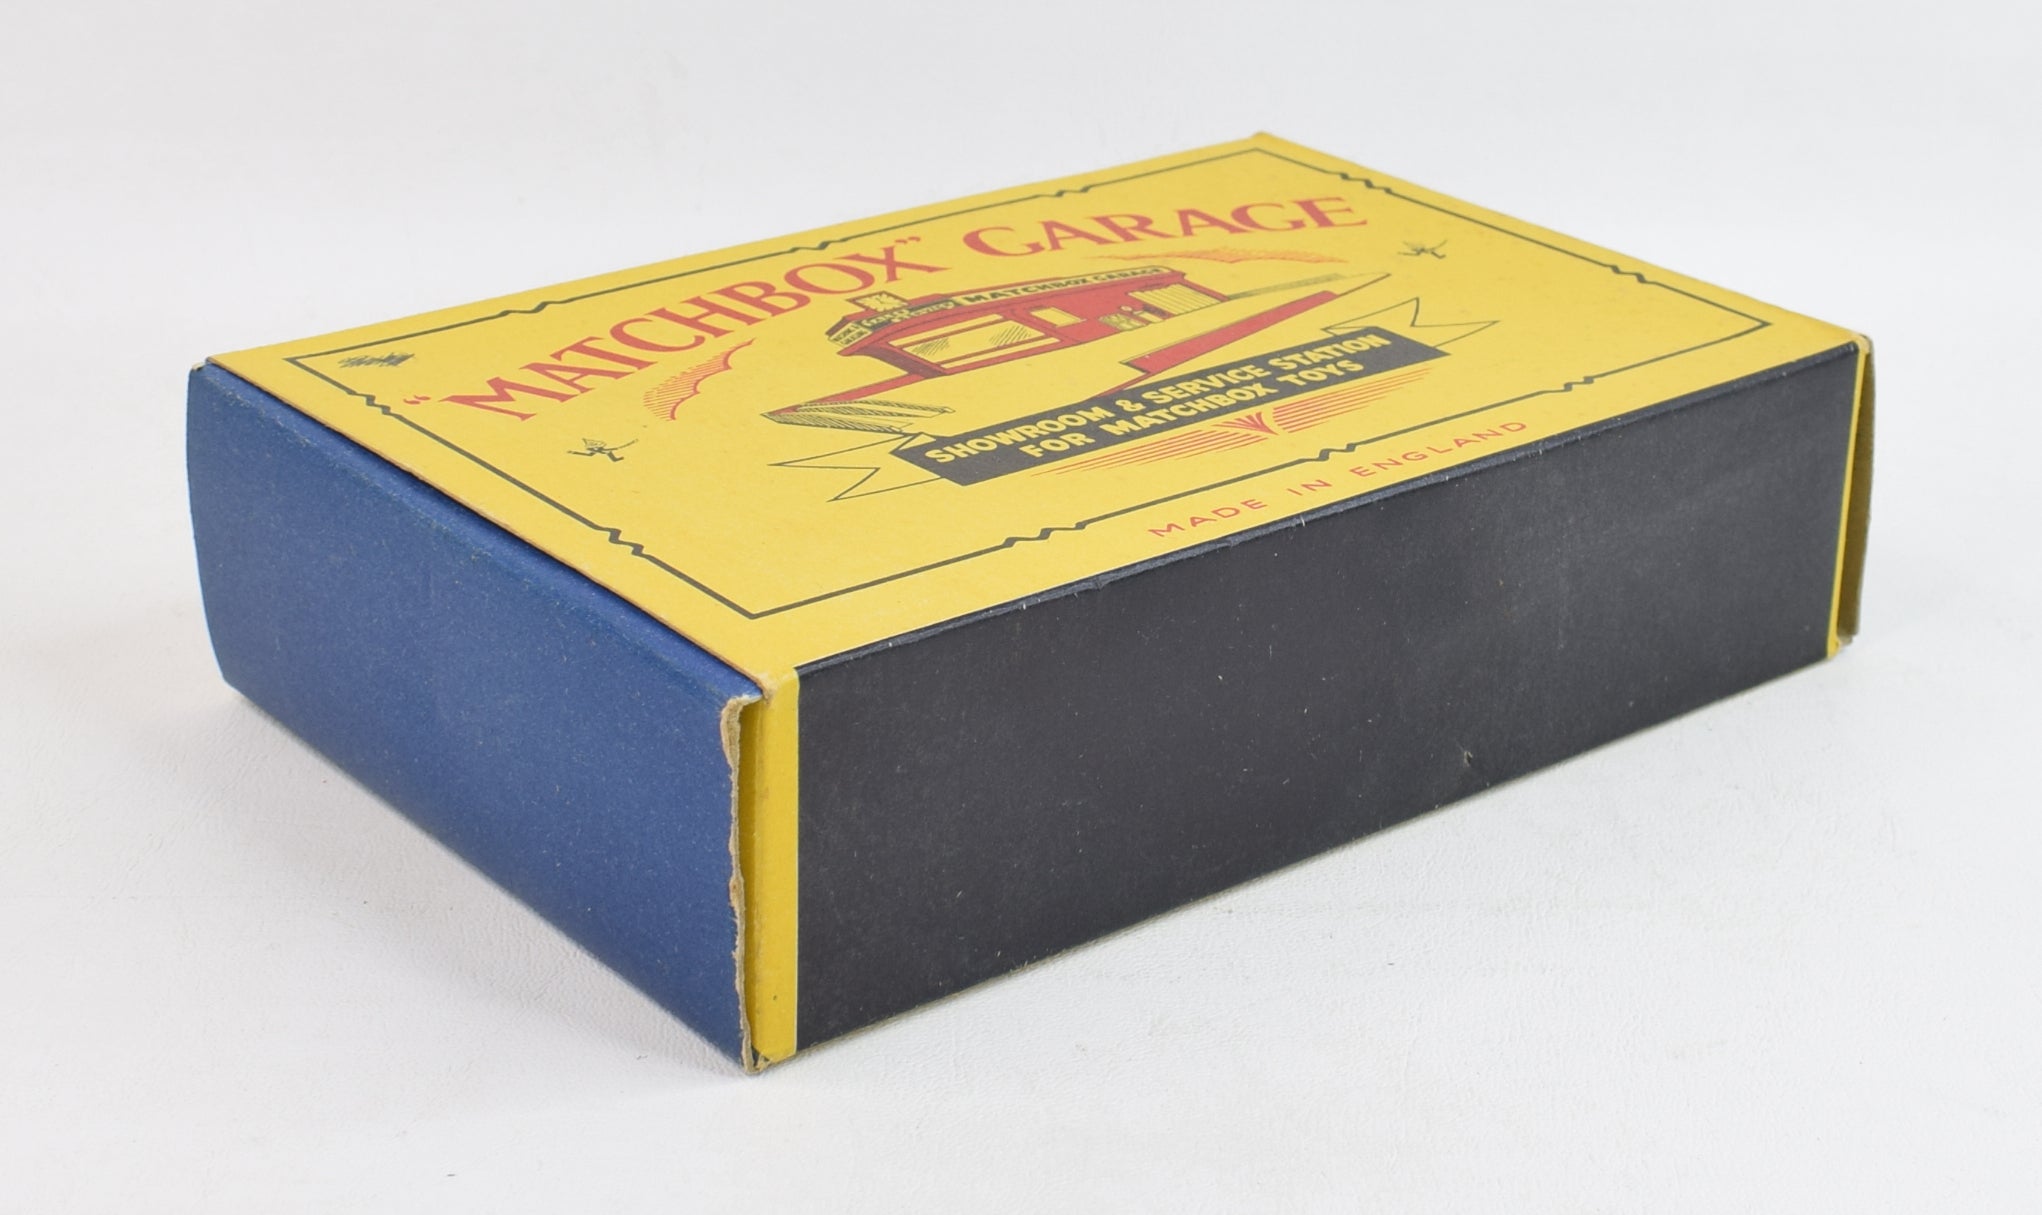 "MATCHBOX" GARAGE
MATCHBOX GARAGE
SHOWROOM & SERVICE STATION
FOR MATCHBOX TOYS
MADE IN ENGLAND